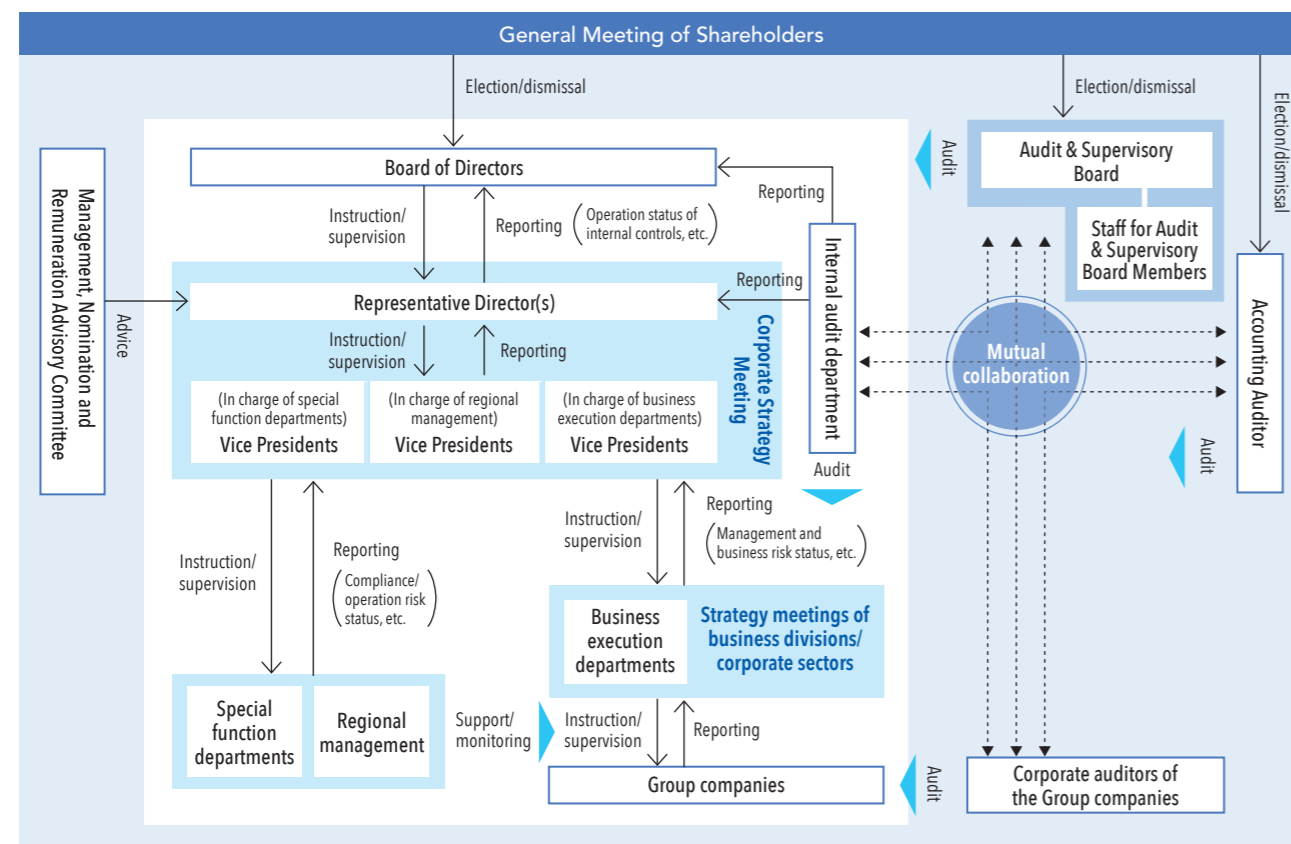 General Meeting of Shareholders
Election/dismissal
Election/dismissal
Election/dismissal
Management, Nomination and
Remuneration Advisory Committee
Advice
Board of Directors
Instruction/
supervision
Reporting
(Operation status of
internal controls, etc.)
Reporting
Reporting
Internal audit department
Audit
Audit
Audit & Supervisory
Board
Staff for Audit
& Supervisory
Board Members
Representative Director(s)
Instruction/
supervision
Reporting
Corporate Strategy
Meeting
(In charge of special
function departments)
Vice Presidents
(In charge of regional
management)
Vice Presidents
(In charge of business
execution departments)
Vice Presidents
Mutual
collaboration
Accounting Auditor
Audit
Instruction/
supervision
Reporting
(Compliance/
operation risk
status, etc.)
Instruction/
supervision
Reporting
(Management and
business risk status, etc.)
Business
execution
departments
Strategy meetings of
business divisions/
corporate sectors
Special
function
departments
Regional
management
Support/
monitoring
Instruction/
supervision
Reporting
Group companies
Audit
Corporate auditors of
the Group companies